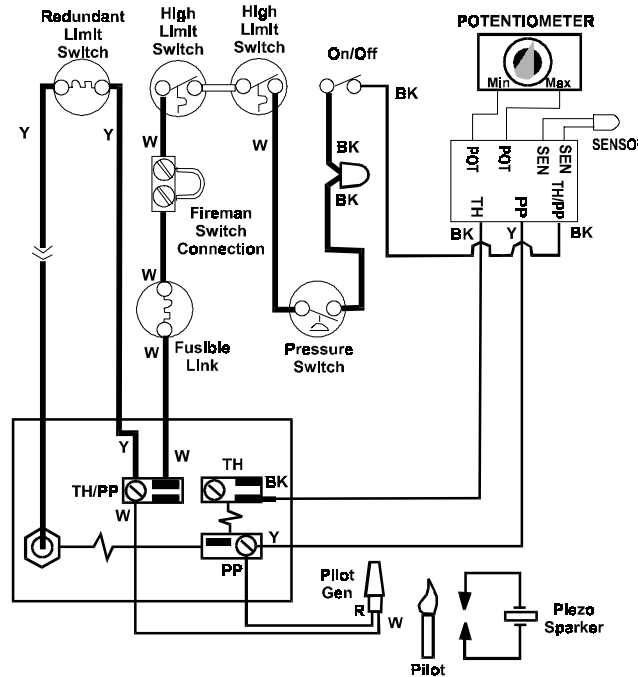 Redundant
Limit
Switch
High
Limit
Switch
High
Limit
Switch
On/Off
POTENTIOMETER
Min
Max
BK
SENSOR
POT
POT
SEN
SEN
TH
PP
TH/PP
BK
Y
BK
Y
Y
W
W
BK
BK
Fireman
Switch
Connection
W
Fusible
Link
W
Pressure
Switch
Y
W
TH/PP
W
TH
BK
Y
PP
Pilot
Gen
R
W
Pilot
Piezo
Sparker